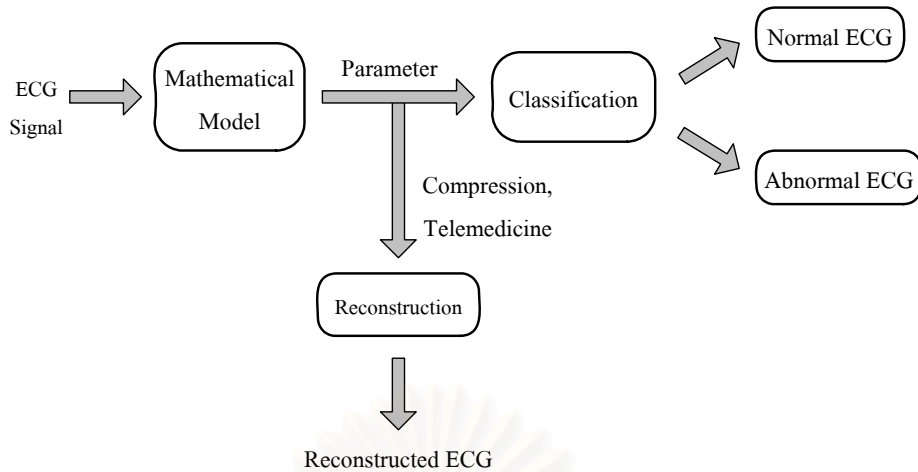 ECG
Signal
Mathematical
Model
Parameter
Classification
Normal ECG
Abnormal ECG
Compression,
Telemedicine
Reconstruction
Reconstructed ECG